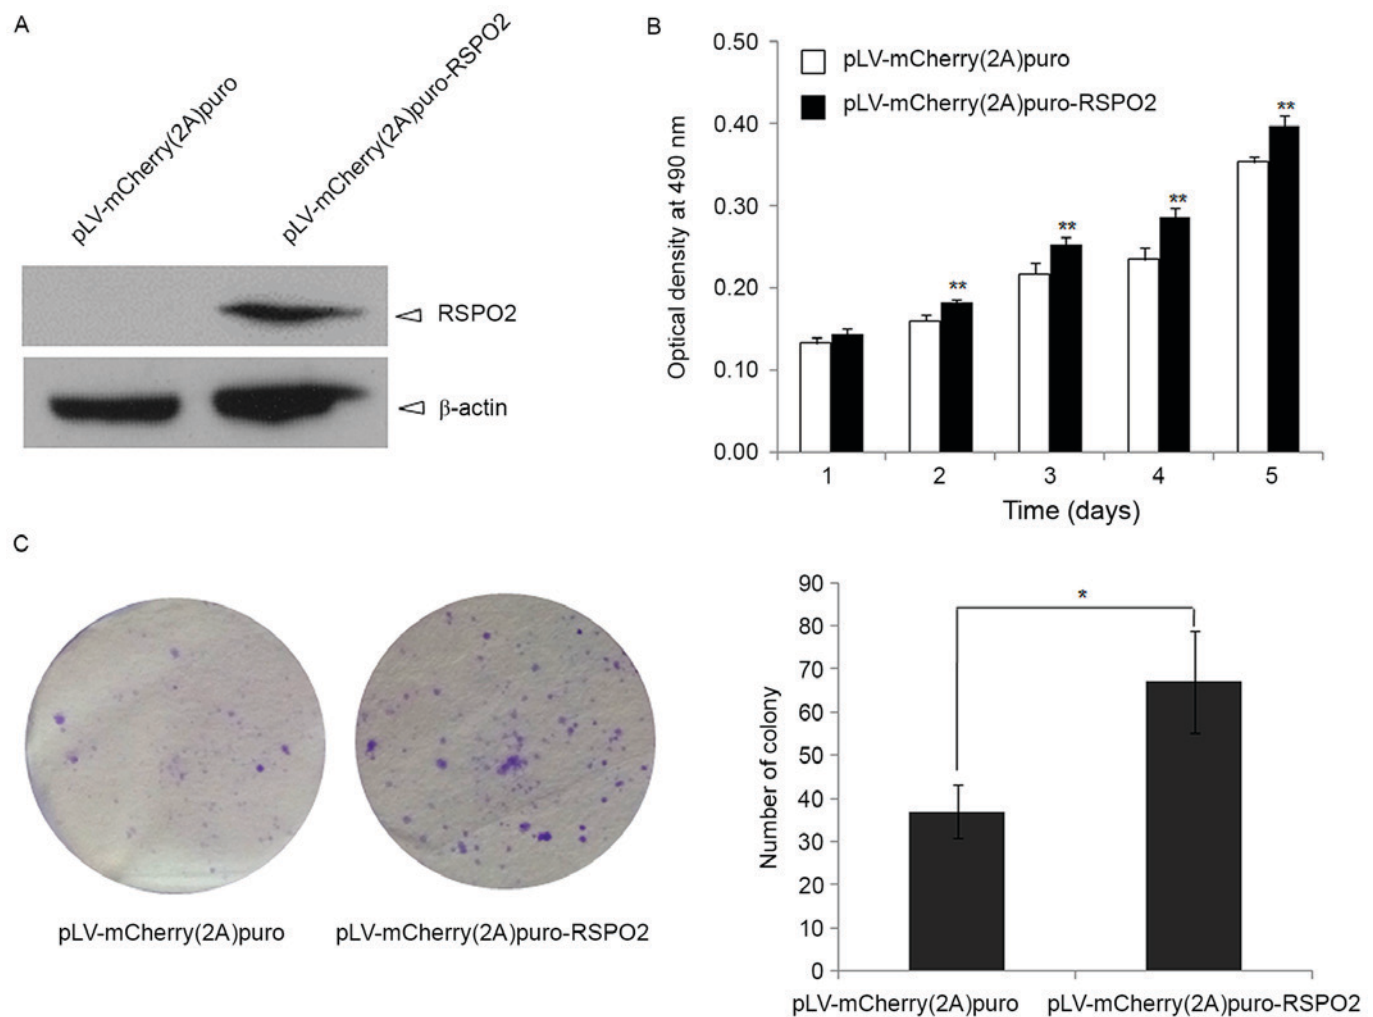 A
pLV-mCherry(2A)puro
pLV-mCherry(2A)puro-RSPO2
RSPO2
β-actin
B
0.50
0.40
0.30
0.20
0.10
0.00
Optical density at 490 nm
pLV-mCherry(2A)puro
pLV-mCherry(2A)puro-RSPO2
**
**
**
**
1 2 3 4 5
Time (days)
C
pLV-mCherry(2A)puro pLV-mCherry(2A)puro-RSPO2
90
80
70
60
50
40
30
20
10
0
Number of colony
*
pLV-mCherry(2A)puro pLV-mCherry(2A)puro-RSPO2